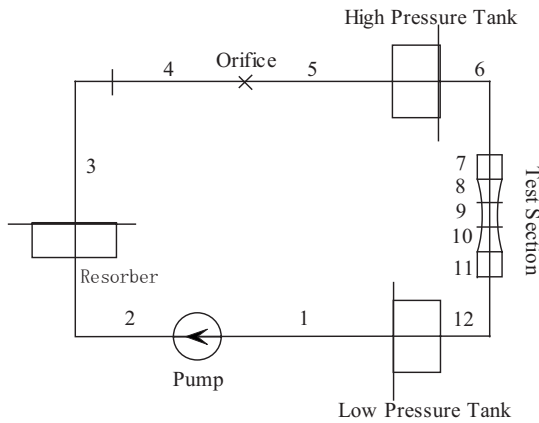 High Pressure Tank
4
Orifice
5
6
3
7
8
9
10
11
Test Section
Resorber
2
1
12
Pump
Low Pressure Tank